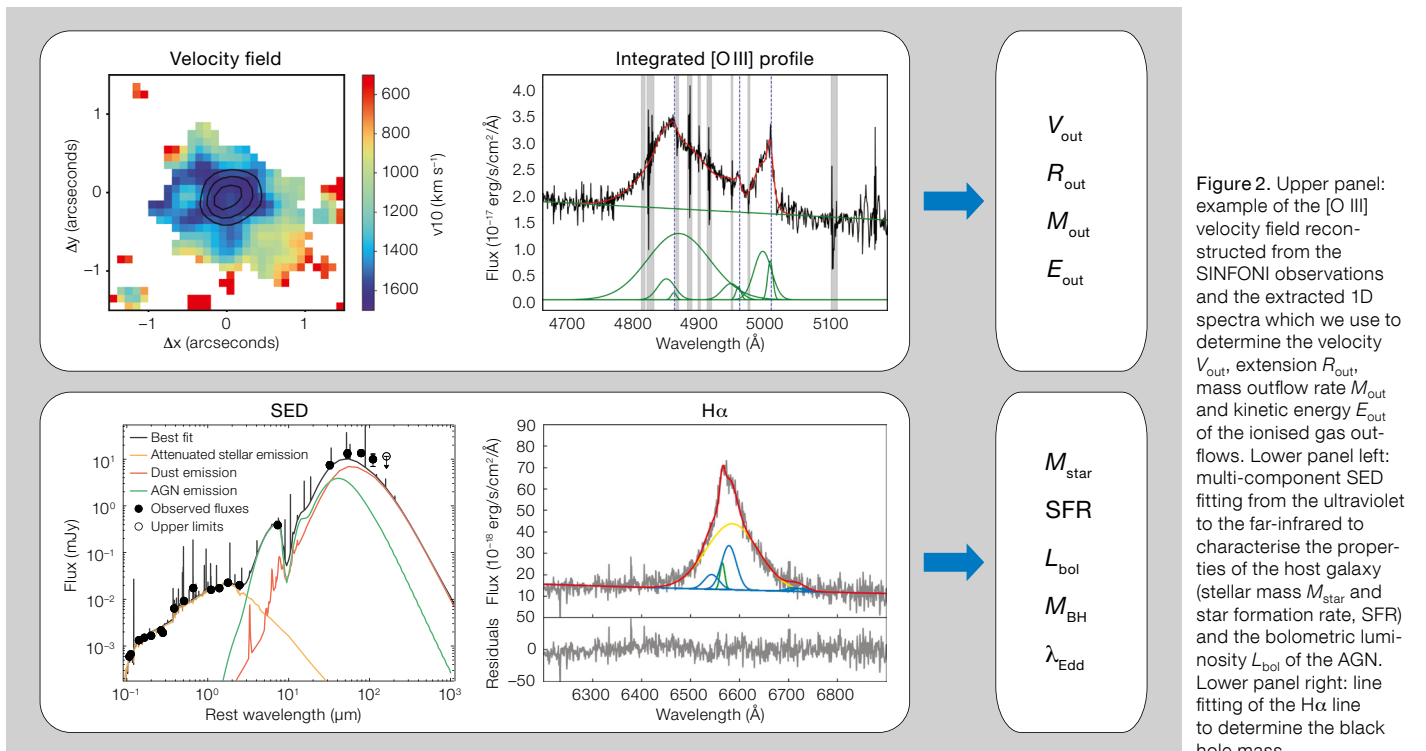 Velocity field
Δy (arcseconds)
1
0
−1
−1
0
1
Δx (arcseconds)
600
800
1000
1200
1400
1600
v10 (km s⁻¹)
Integrated [O III] profile
Flux (10⁻¹⁷ erg/s/cm²/Å)
4.0
3.5
3.0
2.5
2.0
1.5
1.0
0.5
0.0
4700
4800
4900
5000
5100
Wavelength (Å)
V_out
R_out
M_out
E_out
SED
Best fit
Attenuated stellar emission
Dust emission
AGN emission
Observed fluxes
Upper limits
Flux (mJy)
10¹
10⁰
10⁻¹
10⁻²
10⁻³
10⁻¹
10⁰
10¹
10²
10³
Rest wavelength (μm)
Hα
Flux (10⁻¹⁸ erg/s/cm²/Å)
90
80
70
60
50
40
30
20
10
Residuals
50
0
−50
6300
6400
6500
6600
6700
6800
Wavelength (Å)
M_star
SFR
L_bol
M_BH
λ_Edd
Figure 2. Upper panel:
example of the [O III]
velocity field recon-
structed from the
SINFONI observations
and the extracted 1D
spectra which we use to
determine the velocity
V_out, extension R_out,
mass outflow rate M_out
and kinetic energy E_out
of the ionised gas out-
flows. Lower panel left:
multi-component SED
fitting from the ultraviolet
to the far-infrared to
characterise the proper-
ties of the host galaxy
(stellar mass M_star and
star formation rate, SFR)
and the bolometric lumi-
nosity L_bol of the AGN.
Lower panel right: line
fitting of the Hα line
to determine the black
hole mass.